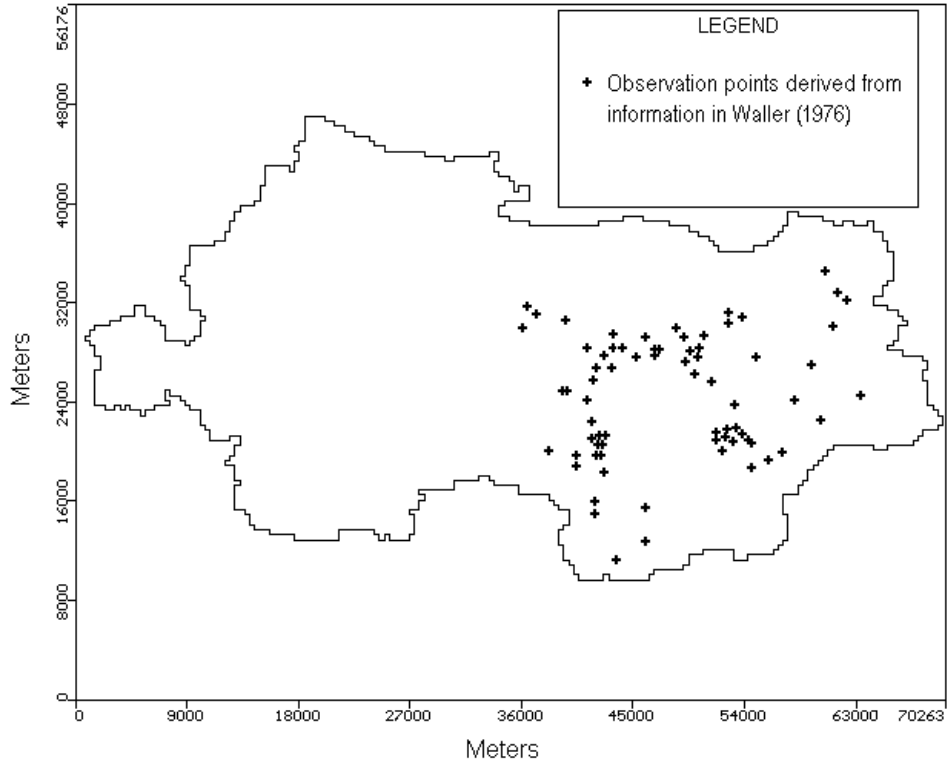 56176
48000
40000
32000
24000
16000
8000
0
Meters
LEGEND
Observation points derived from
information in Waller (1976)
0 9000 18000 27000 36000 45000 54000 63000 70263
Meters